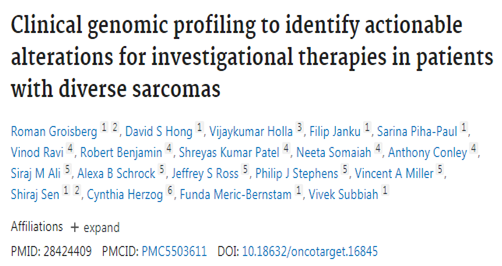 Clinical genomic profiling to identify actionable
alterations for investigational therapies in patients
with diverse sarcomas
Roman Groisberg 1 2, David S Hong 1, Vijaykumar Holla 3, Filip Janku 1, Sarina Piha-Paul 1,
Vinod Ravi 4, Robert Benjamin 4, Shreyas Kumar Patel 4, Neeta Somaiah 4, Anthony Conley 4,
Siraj M Ali 5, Alexa B Schrock 5, Jeffrey S Ross 5, Philip J Stephens 5, Vincent A Miller 5,
Shiraj Sen 1 2, Cynthia Herzog 6, Funda Meric-Bernstam 1, Vivek Subbiah 1
Affiliations + expand
PMID: 28424409 PMCID: PMC5503611 DOI: 10.18632/oncotarget.16845